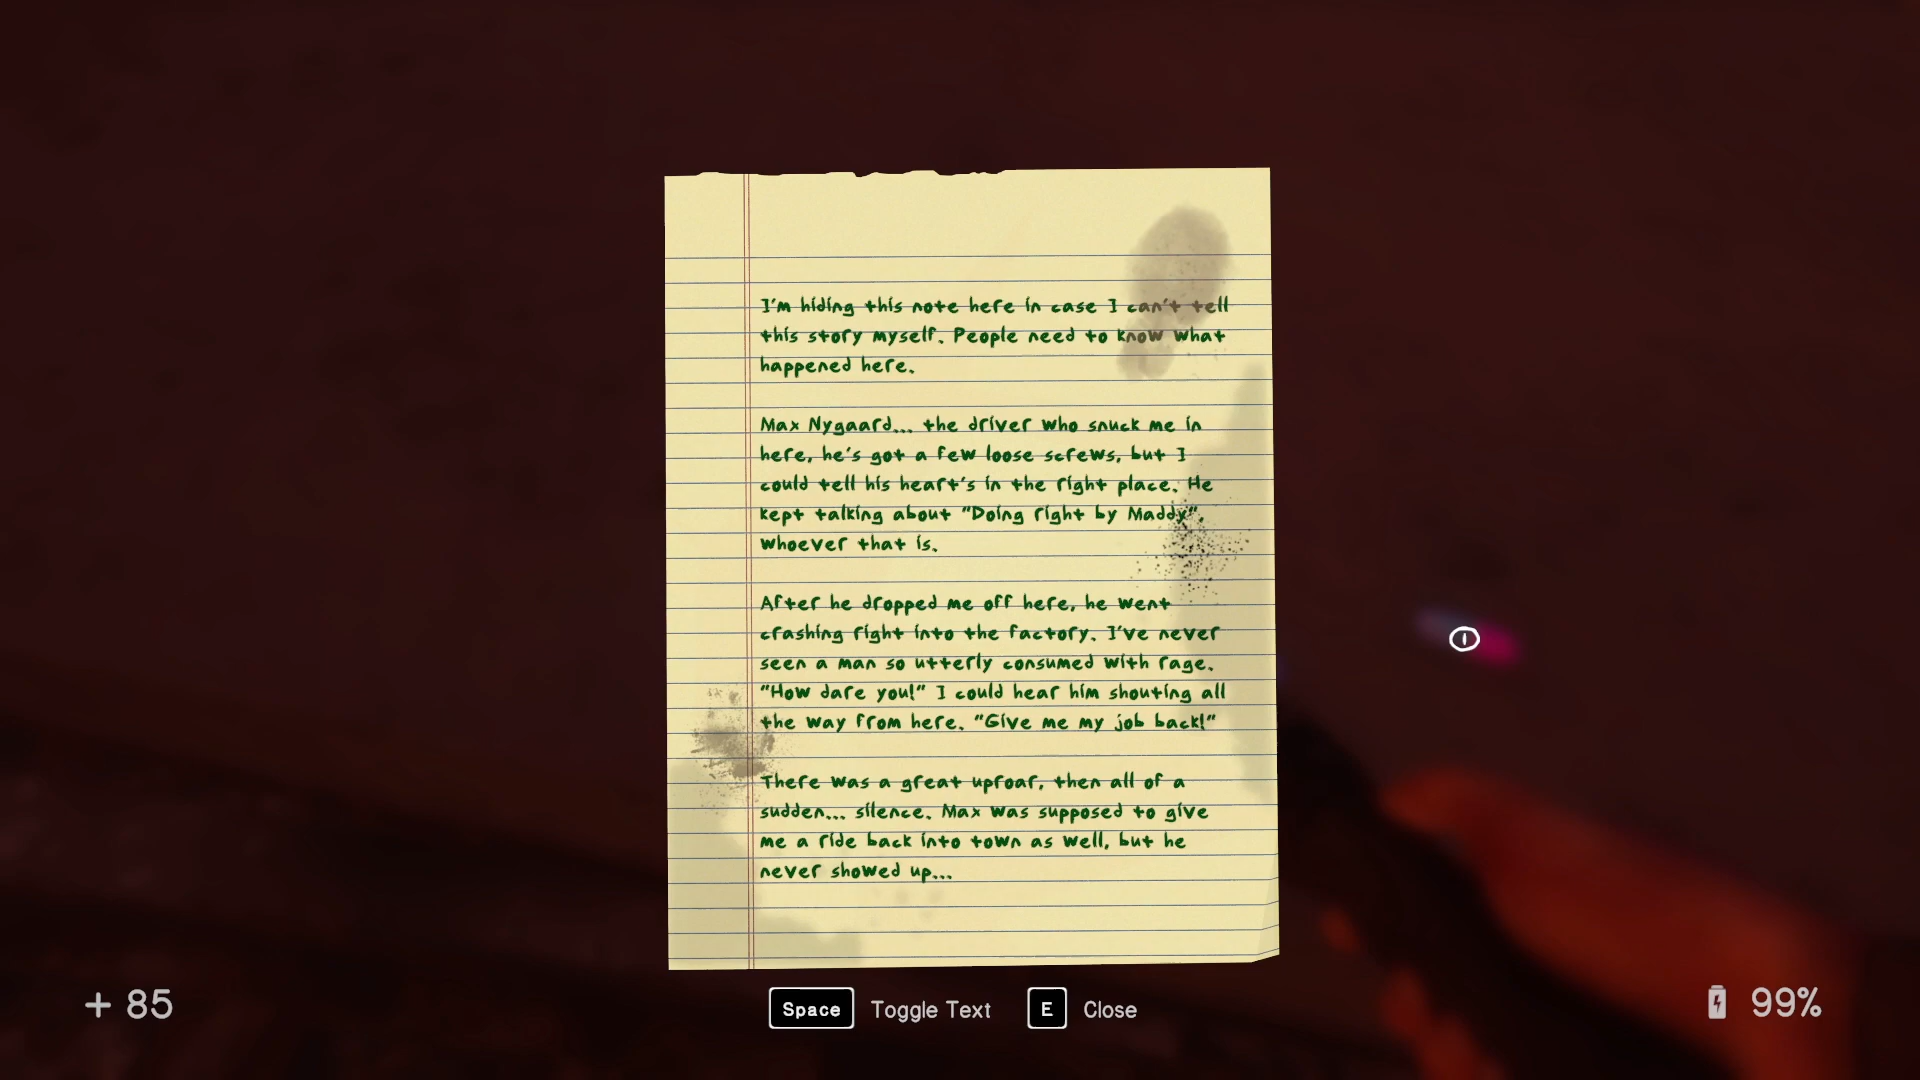 I'm hiding this note here in case I can't tell
this story myself. People need to know what
happened here.
Max Nygaard... the driver who snuck me in
here, he's got a few loose screws, but I
could tell his heart's in the right place. He
kept talking about "Doing right by Maddy"
whoever that is.
After he dropped me off here, he went
crashing right into the factory. I've never
seen a man so utterly consumed with rage.
"How dare you!" I could hear him shouting all
the way from here. "Give me my job back!"
There was a great uproar, then all of a
sudden... silence. Max was supposed to give
me a ride back into town as well, but he
never showed up...
+ 85
Space Toggle Text E Close
99%